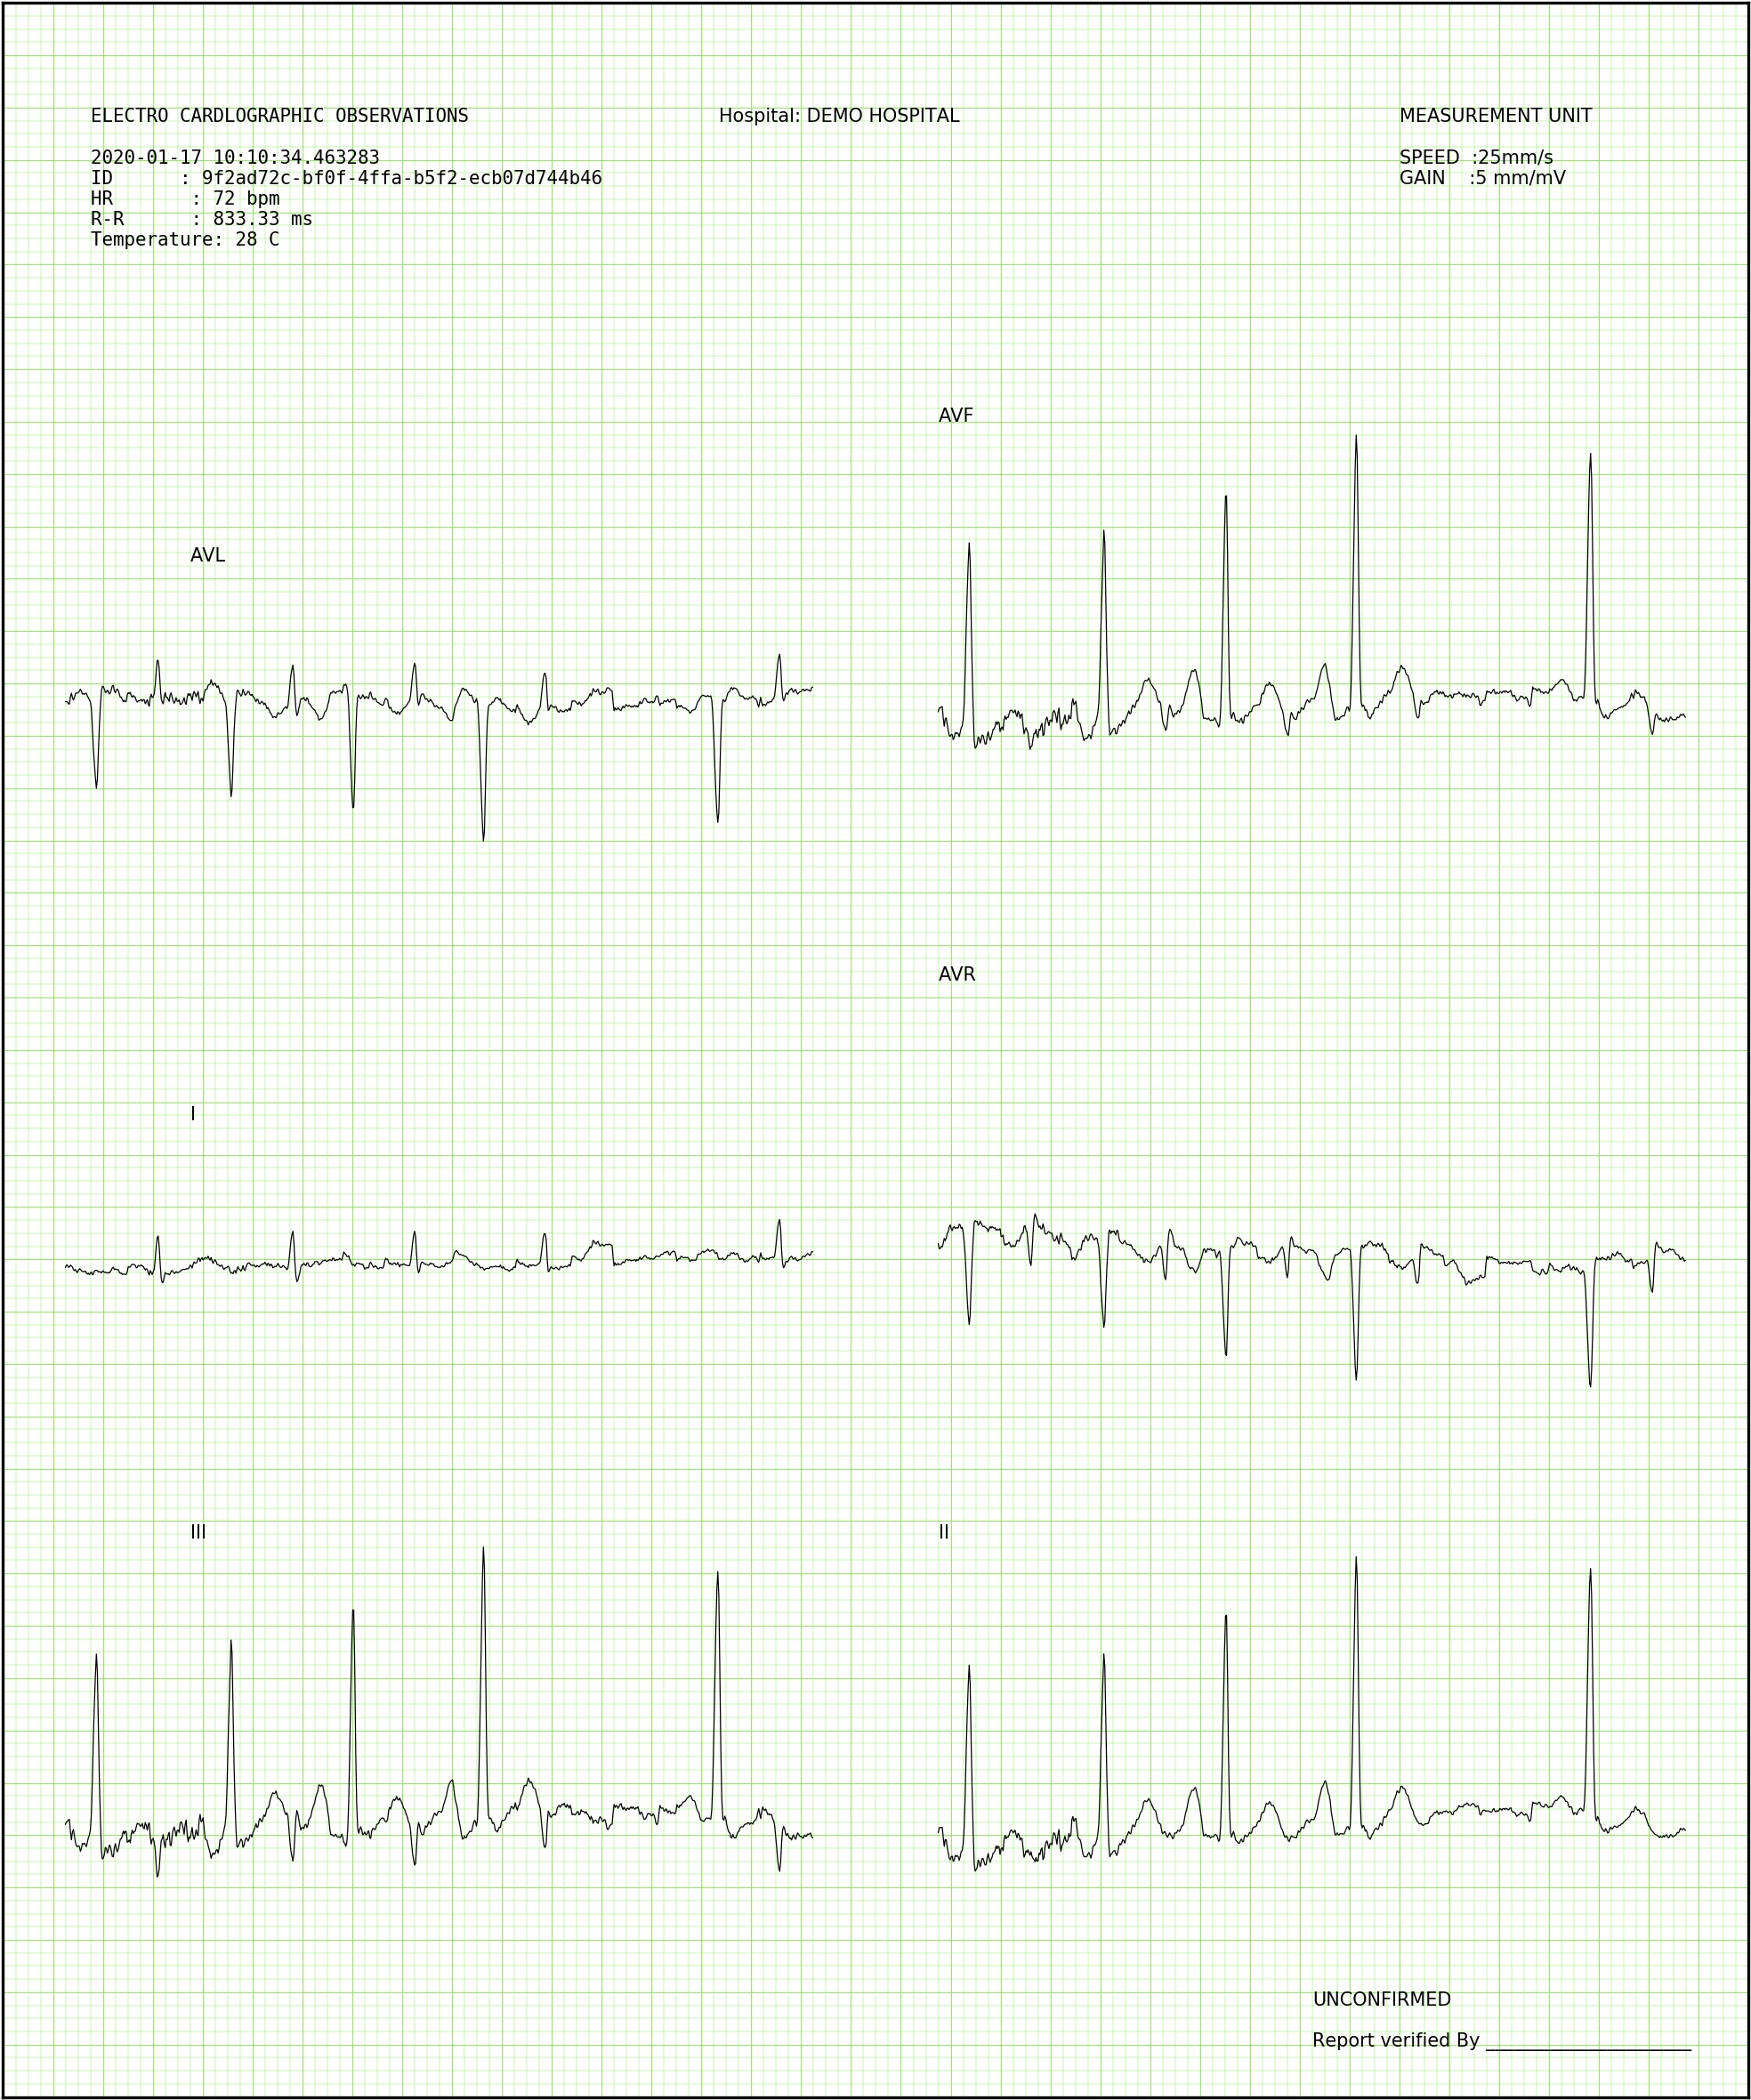 ELECTRO CARDLOGRAPHIC OBSERVATIONS
Hospital: DEMO HOSPITAL
MEASUREMENT UNIT
2020-01-17 10:10:34.463283
ID : 9f2ad72c-bf0f-4ffa-b5f2-ecb07d744b46
HR : 72 bpm
R-R : 833.33 ms
Temperature: 28 C
SPEED :25mm/s
GAIN :5 mm/mV
AVF
AVL
AVR
I
III
II
UNCONFIRMED
Report verified By ____________________